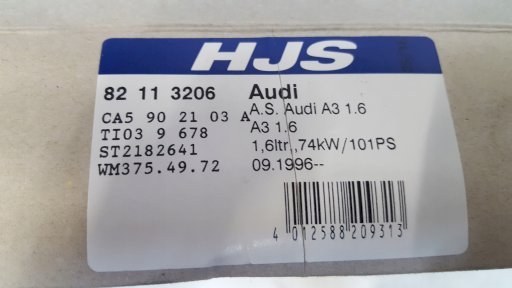 HJS
82 11 3206 Audi
CA5 90 21 03 A A.S. Audi A3 1.6
TI03 9 678 A3 1.6
ST2182641 1,6ltr.,74kW/101PS
WM375.49.72 09.1996--
4 012588 209313